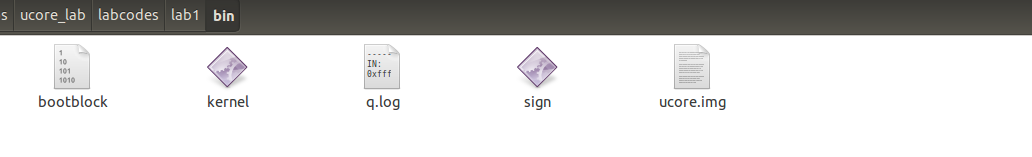 s ucore_lab labcodes lab1 bin
1
10
101
1010
-----
IN:
0xfff
bootblock kernel q.log sign ucore.img